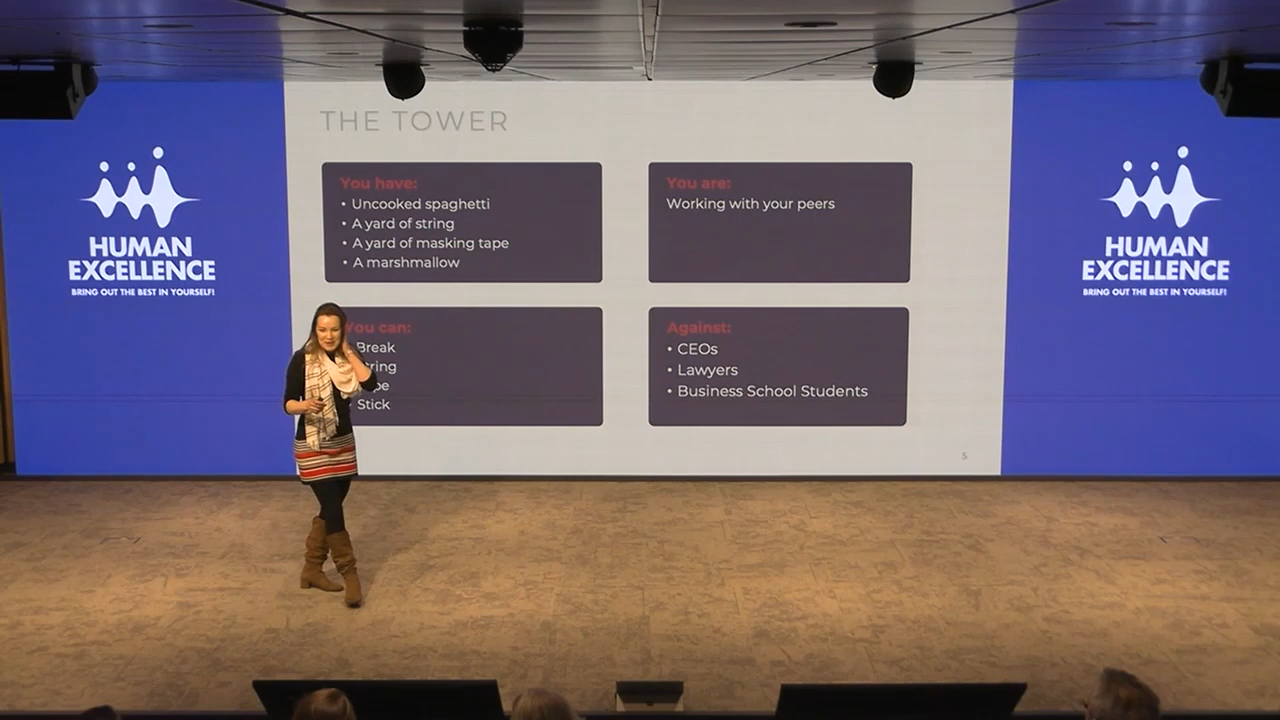 THE TOWER
You have:
• Uncooked spaghetti
• A yard of string
• A yard of masking tape
• A marshmallow
You are:
Working with your peers
You can:
Break
• Stick
Against:
• CEOs
• Lawyers
• Business School Students
5
HUMAN
EXCELLENCE
BRING OUT THE BEST IN YOURSELF!
HUMAN
EXCELLENCE
BRING OUT THE BEST IN YOURSELF!